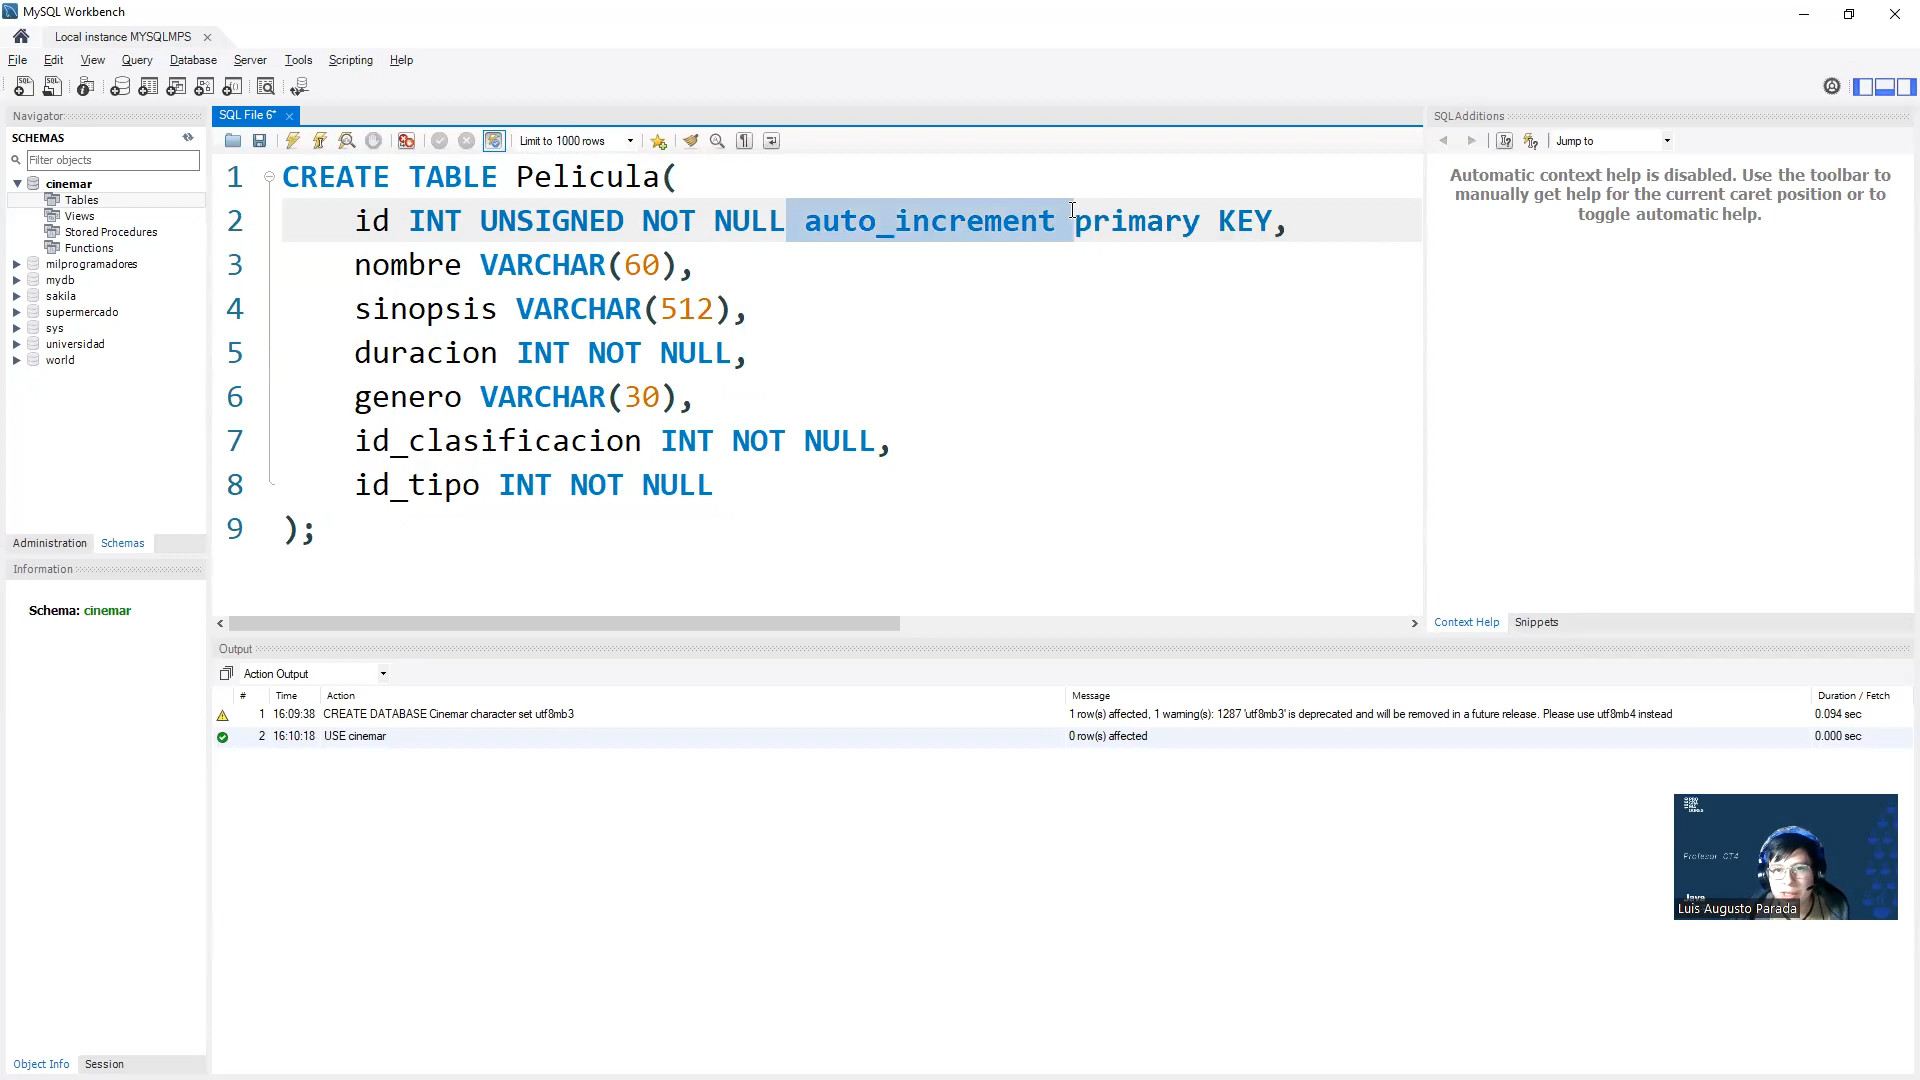 MySQL Workbench
Local instance MYSQLMPS
File Edit View Query Database Server Tools Scripting Help
Navigator
SCHEMAS
Filter objects
cinemar
Tables
Views
Stored Procedures
Functions
milprogramadores
mydb
sakila
supermercado
sys
universidad
world
Administration Schemas
Information
Schema: cinemar
Object Info Session
SQL File 6*
Limit to 1000 rows
1 CREATE TABLE Pelicula(
2 id INT UNSIGNED NOT NULL auto_increment primary KEY,
3 nombre VARCHAR(60),
4 sinopsis VARCHAR(512),
5 duracion INT NOT NULL,
6 genero VARCHAR(30),
7 id_clasificacion INT NOT NULL,
8 id_tipo INT NOT NULL
9 );
SQLAdditions
Jump to
Automatic context help is disabled. Use the toolbar to
manually get help for the current caret position or to
toggle automatic help.
Context Help Snippets
Output
Action Output
# Time Action Message Duration / Fetch
1 16:09:38 CREATE DATABASE Cinemar character set utf8mb3 1 row(s) affected, 1 warning(s): 1287 'utf8mb3' is deprecated and will be removed in a future release. Please use utf8mb4 instead 0.094 sec
2 16:10:18 USE cinemar 0 row(s) affected 0.000 sec
Profesor CT4
Java
Luis Augusto Parada